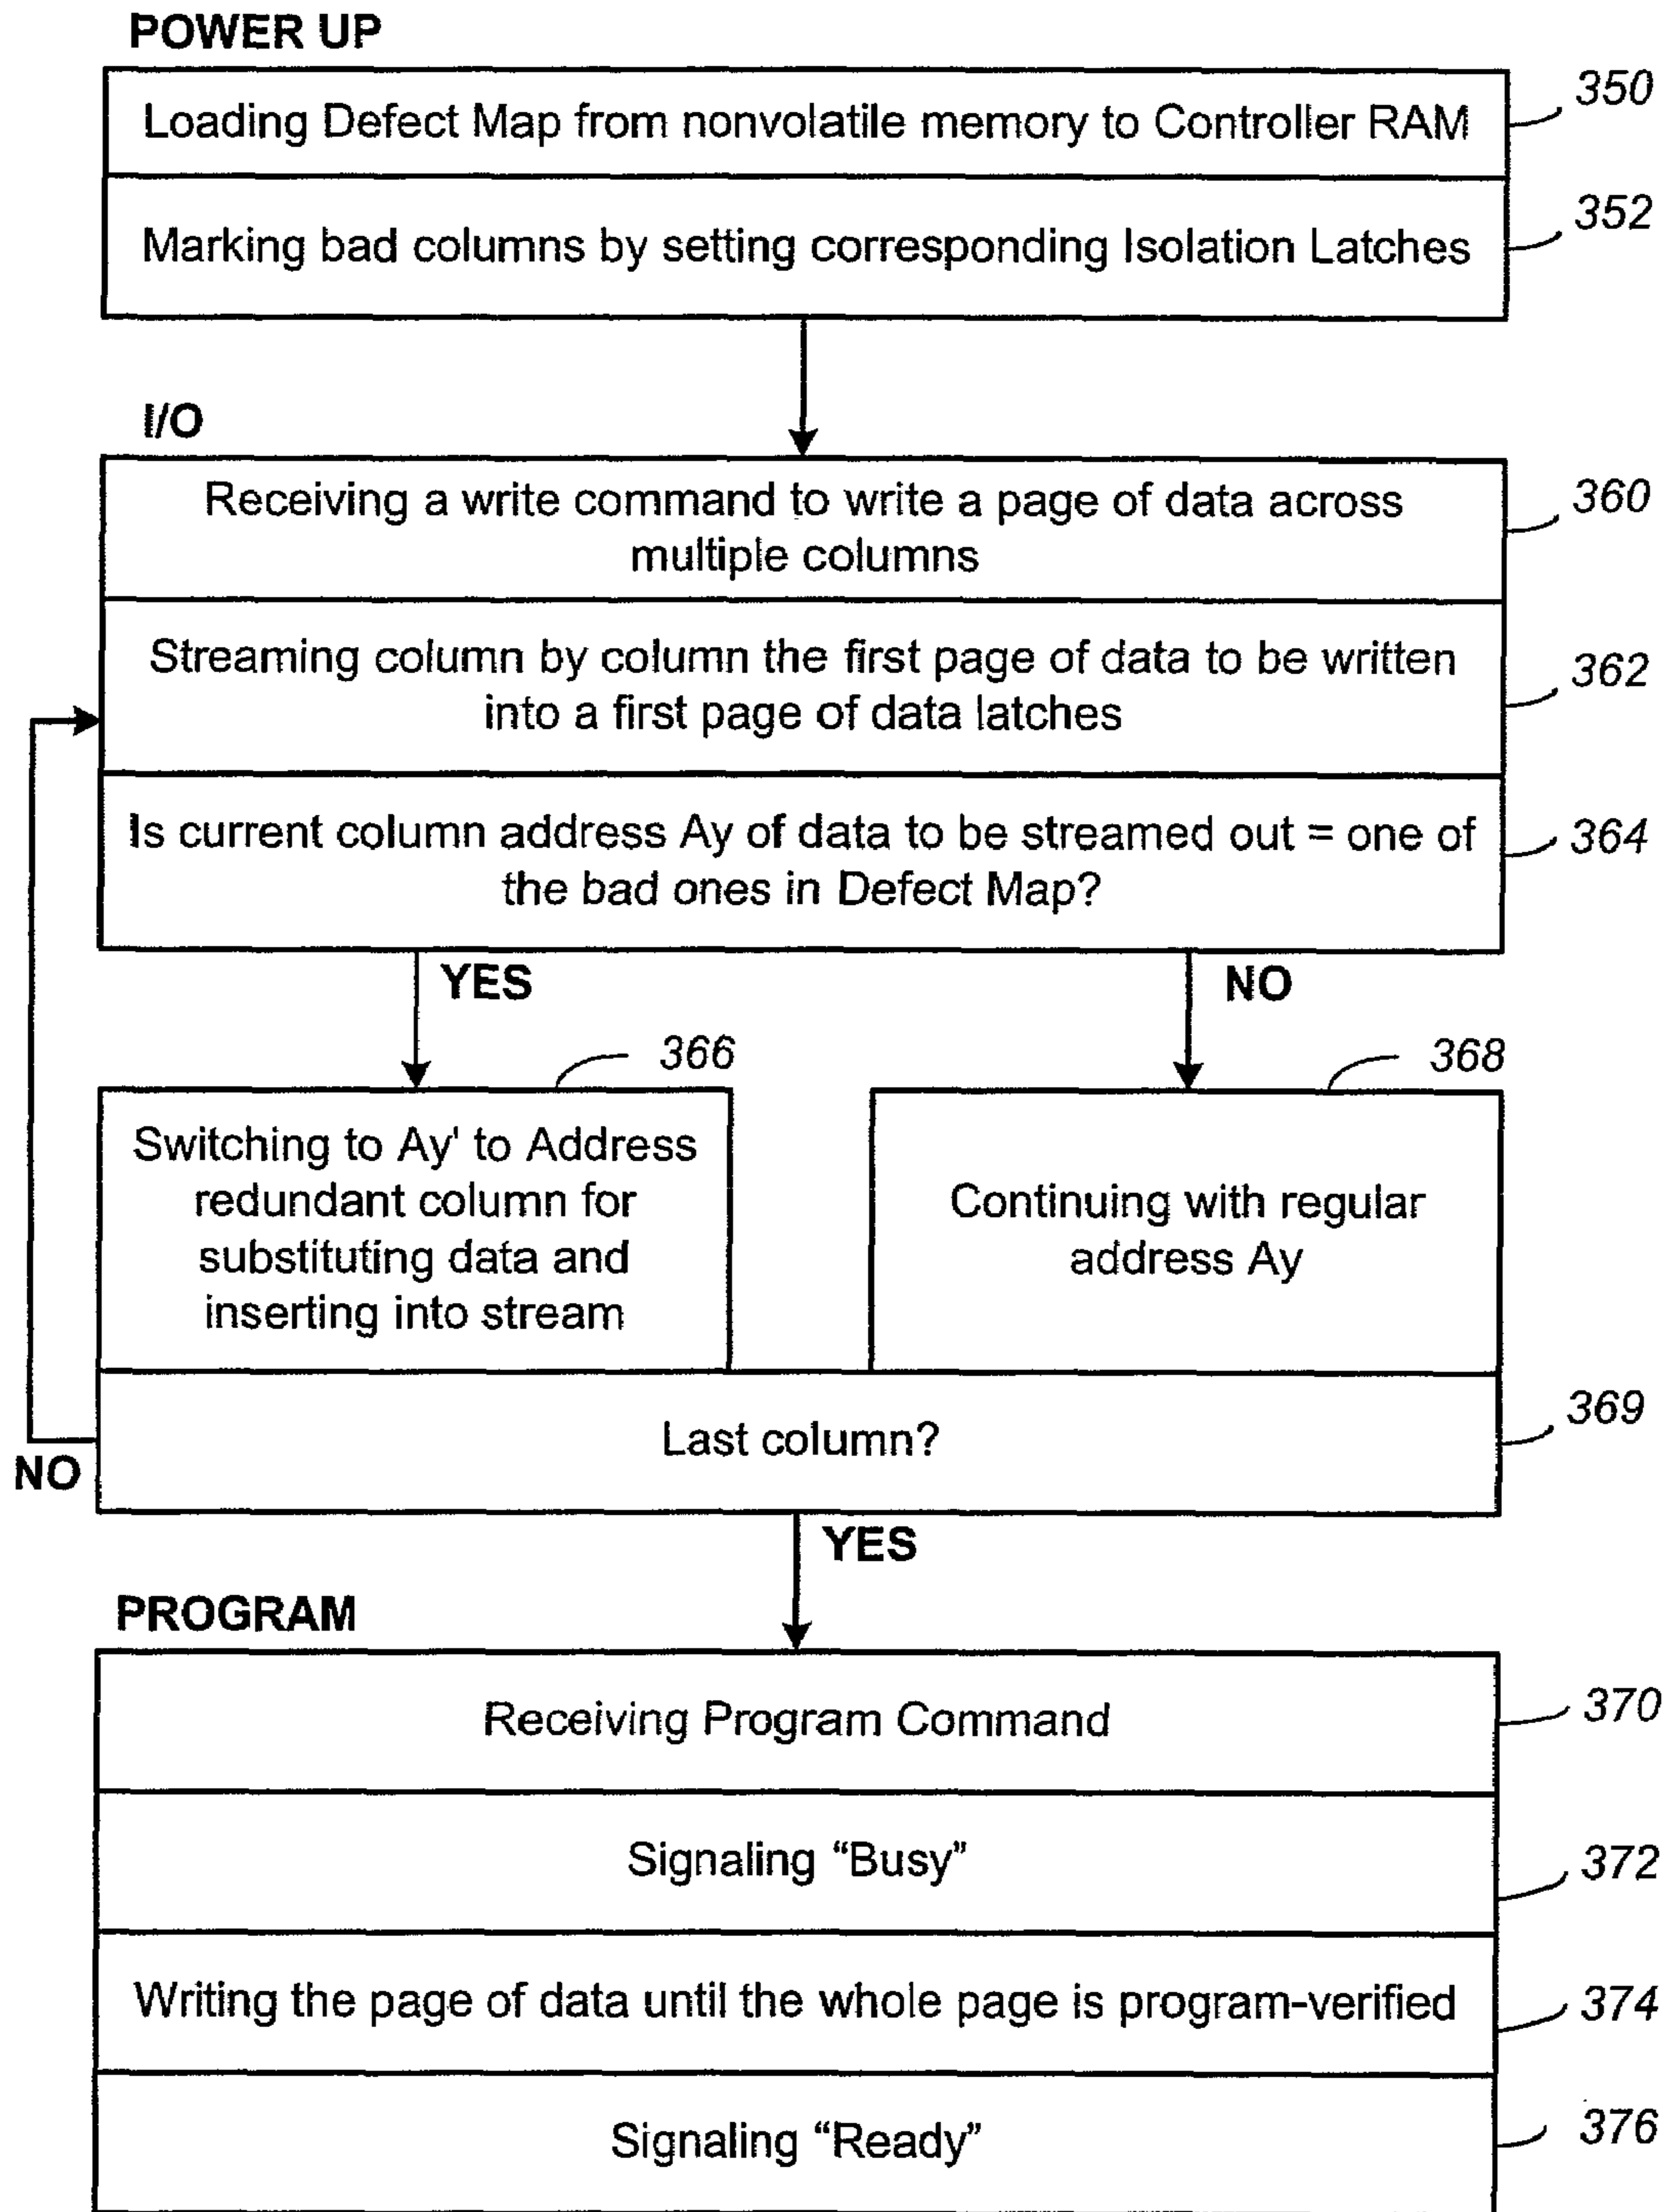 POWER UP
Loading Defect Map from nonvolatile memory to Controller RAM
350
Marking bad columns by setting corresponding Isolation Latches
352
I/O
Receiving a write command to write a page of data across
multiple columns
360
Streaming column by column the first page of data to be written
into a first page of data latches
362
Is current column address Ay of data to be streamed out = one of
the bad ones in Defect Map?
364
YES
NO
366
368
Switching to Ay' to Address
redundant column for
substituting data and
inserting into stream
Continuing with regular
address Ay
Last column?
369
NO
YES
PROGRAM
Receiving Program Command
370
Signaling “Busy”
372
Writing the page of data until the whole page is program-verified
374
Signaling “Ready”
376